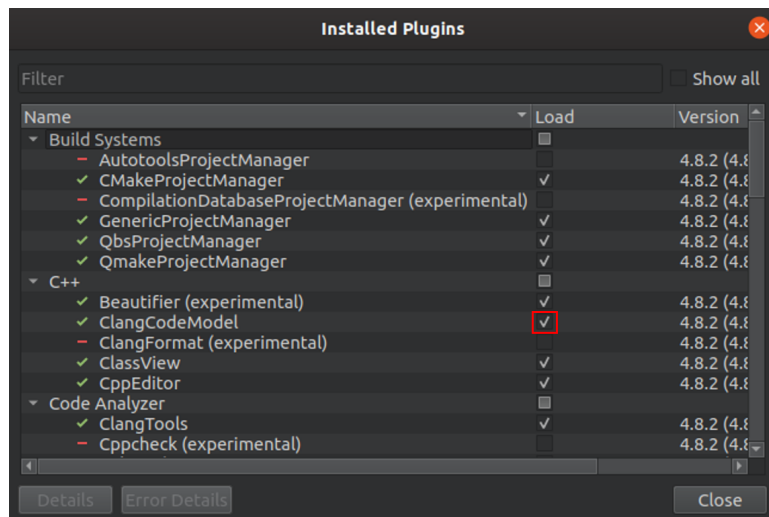 Installed Plugins
Filter Show all
Name Load Version
Build Systems
AutotoolsProjectManager 4.8.2 (4.8
CMakeProjectManager 4.8.2 (4.8
CompilationDatabaseProjectManager (experimental) 4.8.2 (4.8
GenericProjectManager 4.8.2 (4.8
QbsProjectManager 4.8.2 (4.8
QmakeProjectManager 4.8.2 (4.8
C++
Beautifier (experimental) 4.8.2 (4.8
ClangCodeModel 4.8.2 (4.8
ClangFormat (experimental) 4.8.2 (4.8
ClassView 4.8.2 (4.8
CppEditor 4.8.2 (4.8
Code Analyzer
ClangTools 4.8.2 (4.8
Cppcheck (experimental) 4.8.2 (4.8
Details Error Details Close